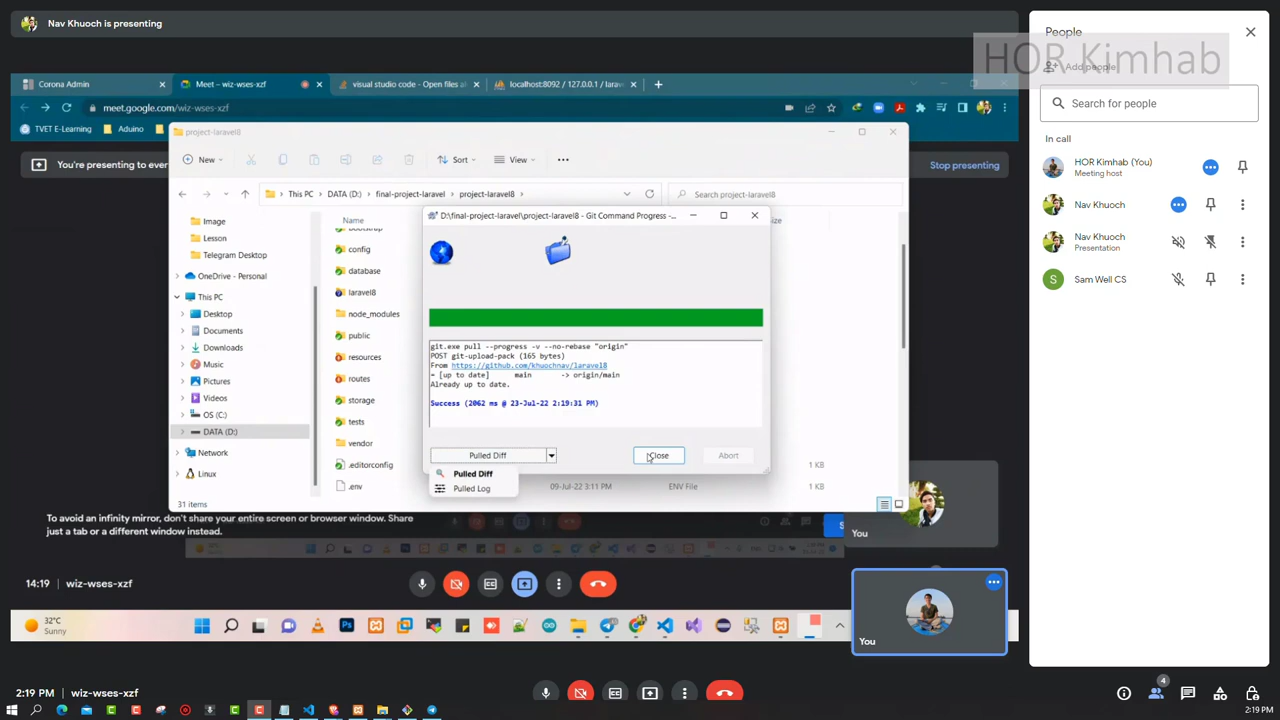 Nav Khuoch is presenting
People
HOR Kimhab
Add people
Search for people
In call
HOR Kimhab (You)
Meeting host
Nav Khuoch
Nav Khuoch
Presentation
Sam Well CS
Corona Admin
Meet – wiz-wses-xzf
visual studio code - Open files a
localhost:8092 / 127.0.0.1 / larav
meet.google.com/wiz-wses-xzf
TVET E-Learning
Aduino
You're presenting to ever
Stop presenting
project-laravel8
New
Sort
View
This PC
DATA (D:)
final-project-laravel
project-laravel8
Search project-laravel8
Image
Lesson
Telegram Desktop
OneDrive - Personal
This PC
Desktop
Documents
Downloads
Music
Pictures
Videos
OS (C:)
DATA (D:)
Network
Linux
31 items
Name
bootstrap
config
database
laravel8
node_modules
public
resources
routes
storage
tests
vendor
.editorconfig
1 KB
.env
09-Jul-22 3:11 PM
ENV File
1 KB
D:\final-project-laravel\project-laravel8 - Git Command Progress -...
git.exe pull --progress -v --no-rebase "origin"
POST git-upload-pack (165 bytes)
From https://github.com/khuochnav/laravel8
= [up to date] main -> origin/main
Already up to date.
Success (2062 ms @ 23-Jul-22 2:19:31 PM)
Pulled Diff
Close
Abort
Pulled Diff
Pulled Log
To avoid an infinity mirror, don't share your entire screen or browser window. Share
just a tab or a different window instead.
You
14:19
wiz-wses-xzf
You
32°C
Sunny
2:19 PM
wiz-wses-xzf
4
2:19 PM